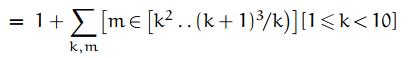 = 1 + ∑k,m [m ∈ [k² . . (k + 1)³/k)] [1 ⩽ k < 10]